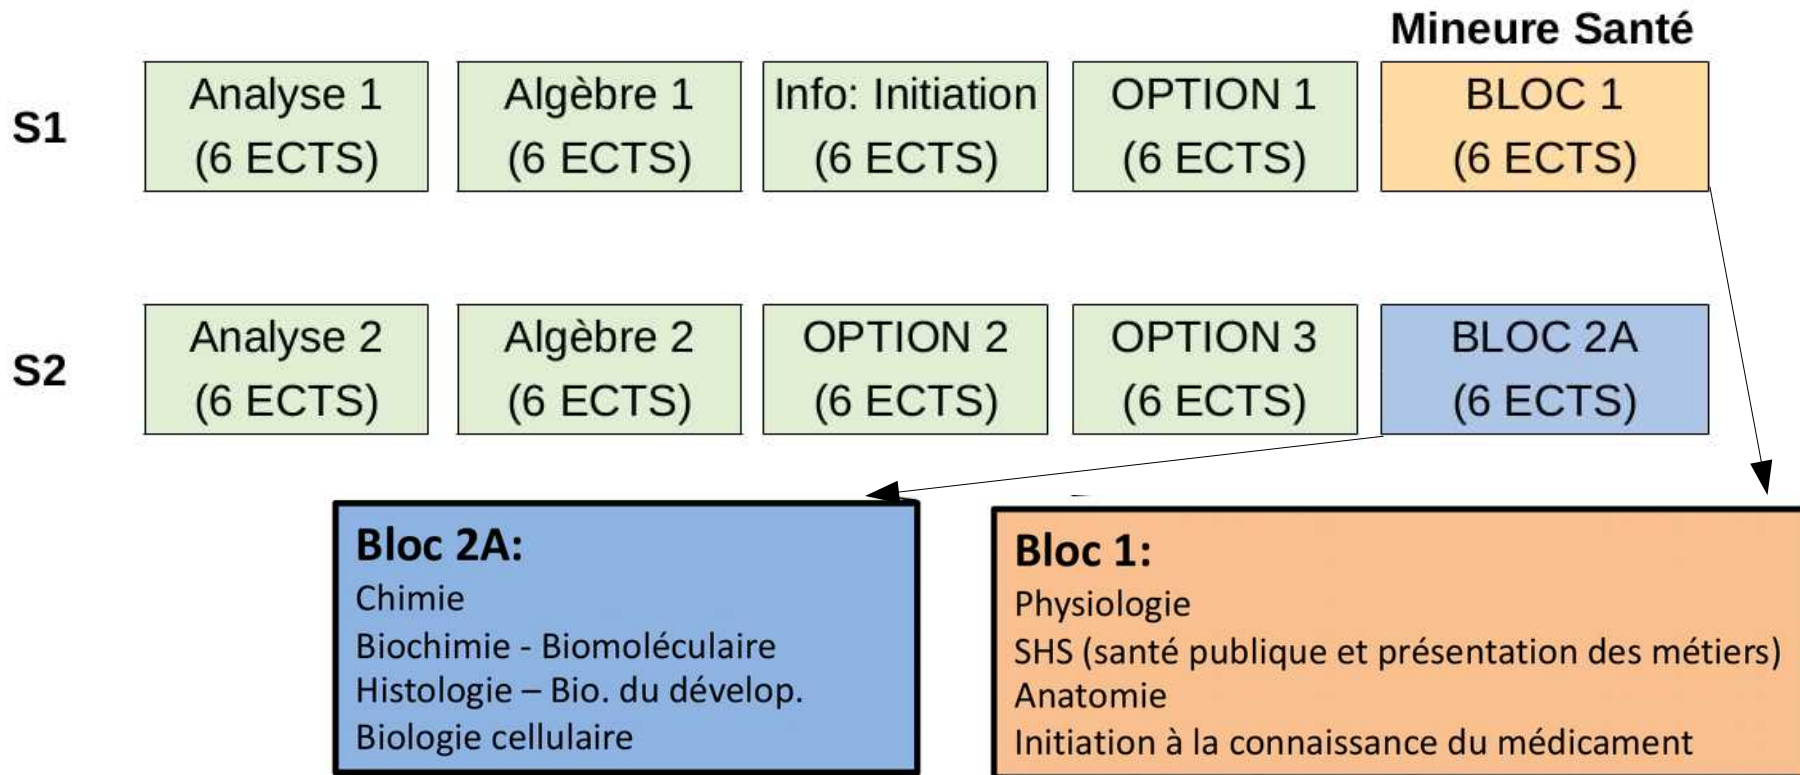 Mineure Santé
S1
Analyse 1
(6 ECTS)
Algèbre 1
(6 ECTS)
Info: Initiation
(6 ECTS)
OPTION 1
(6 ECTS)
BLOC 1
(6 ECTS)
S2
Analyse 2
(6 ECTS)
Algèbre 2
(6 ECTS)
OPTION 2
(6 ECTS)
OPTION 3
(6 ECTS)
BLOC 2A
(6 ECTS)
Bloc 2A:
Chimie
Biochimie - Biomoléculaire
Histologie – Bio. du dévelop.
Biologie cellulaire
Bloc 1:
Physiologie
SHS (santé publique et présentation des métiers)
Anatomie
Initiation à la connaissance du médicament